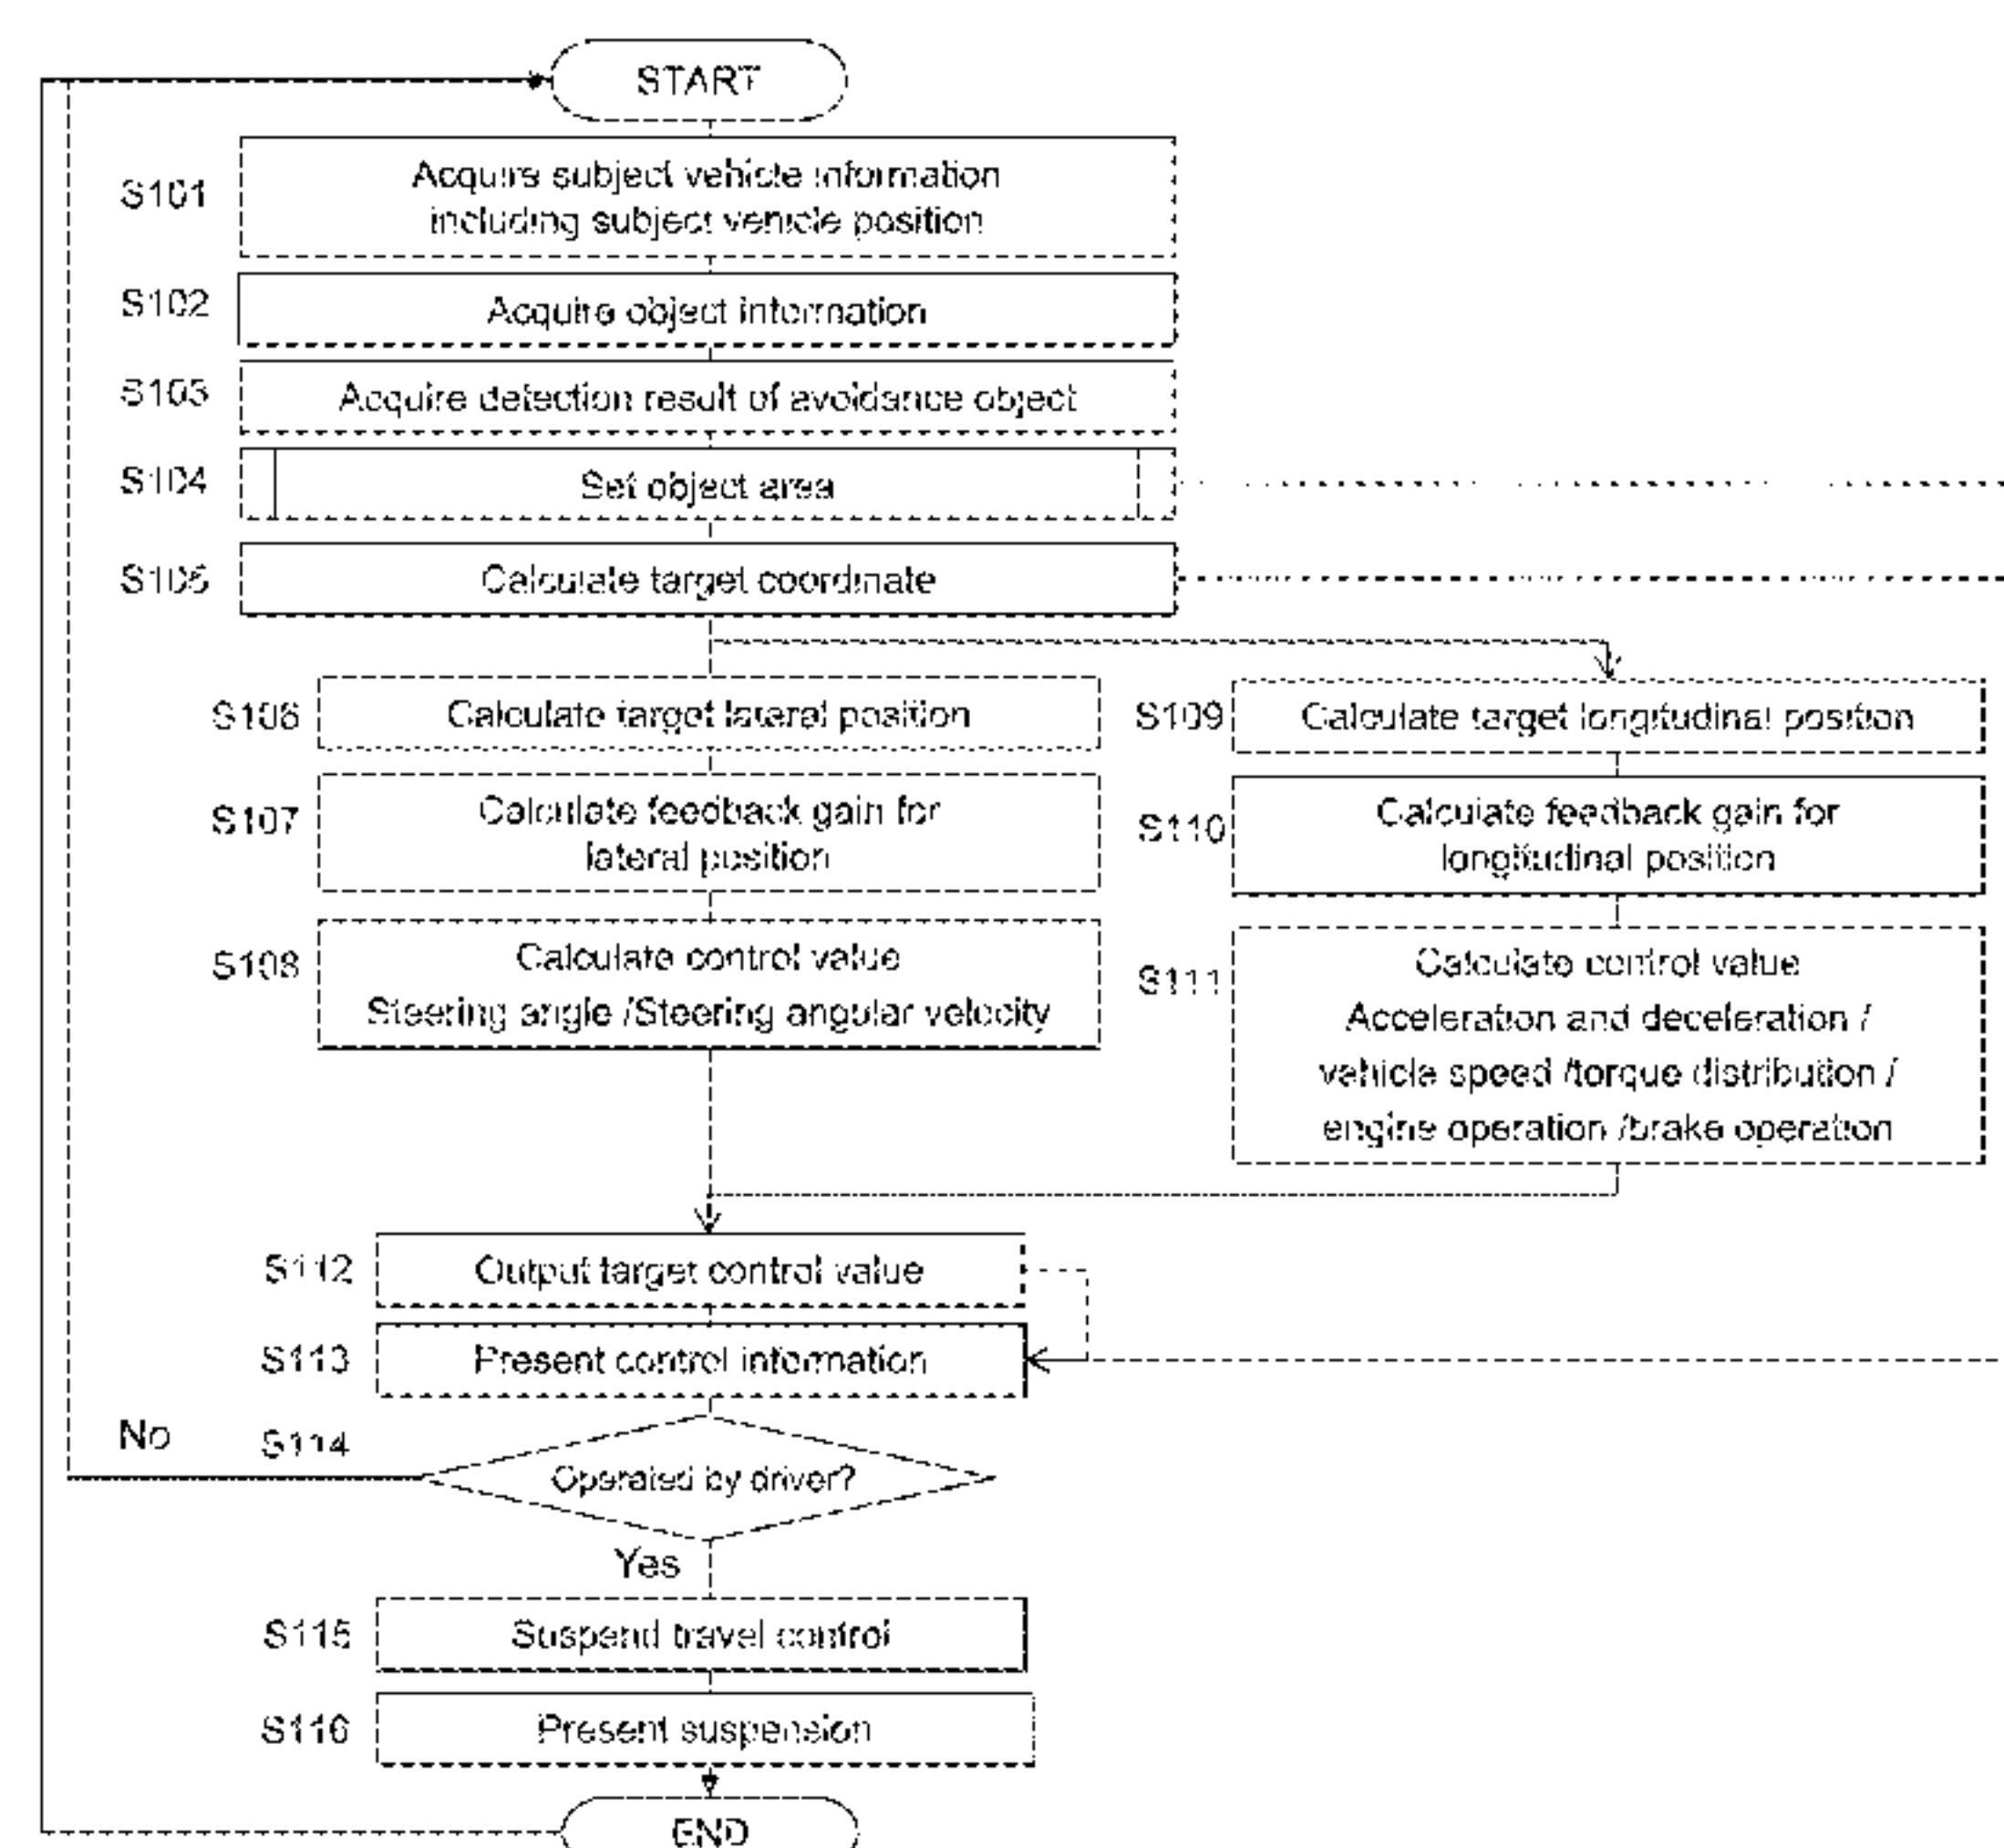 START
S101
Acquire subject vehicle information
including subject vehicle position
S102
Acquire object information
S103
Acquire detection result of avoidance object
S104
Set object area
S105
Calculate target coordinate
S106
Calculate target lateral position
S109
Calculate target longitudinal position
S107
Calculate feedback gain for
lateral position
S110
Calculate feedback gain for
longitudinal position
S108
Calculate control value
Steering angle /Steering angular velocity
S111
Calculate control value
Acceleration and deceleration /
vehicle speed /torque distribution /
engine operation /brake operation
S112
Output target control value
S113
Present control information
No
S114
Operated by driver?
Yes
S115
Suspend travel control
S116
Present suspension
END